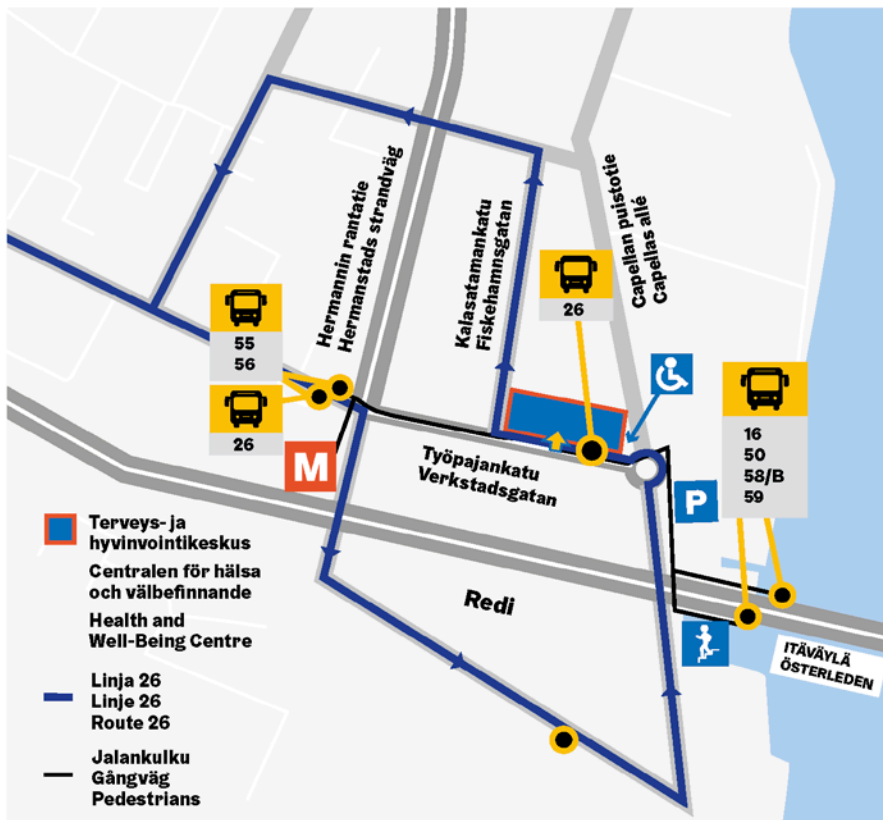 Hermannin rantatie
Hermanstads strandväg
Kalasatamankatu
Fiskehamnsgatan
Capellan puistotie
Capellas allé
26
55
56
26
16
50
58/B
59
M
Työpajankatu
Verkstadsgatan
P
Redi
ITÄVÄYLÄ
ÖSTERLEDEN
Terveys- ja
hyvinvointikeskus
Centralen för hälsa
och välbefinnande
Health and
Well-Being Centre
Linja 26
Linje 26
Route 26
Jalankulku
Gångväg
Pedestrians